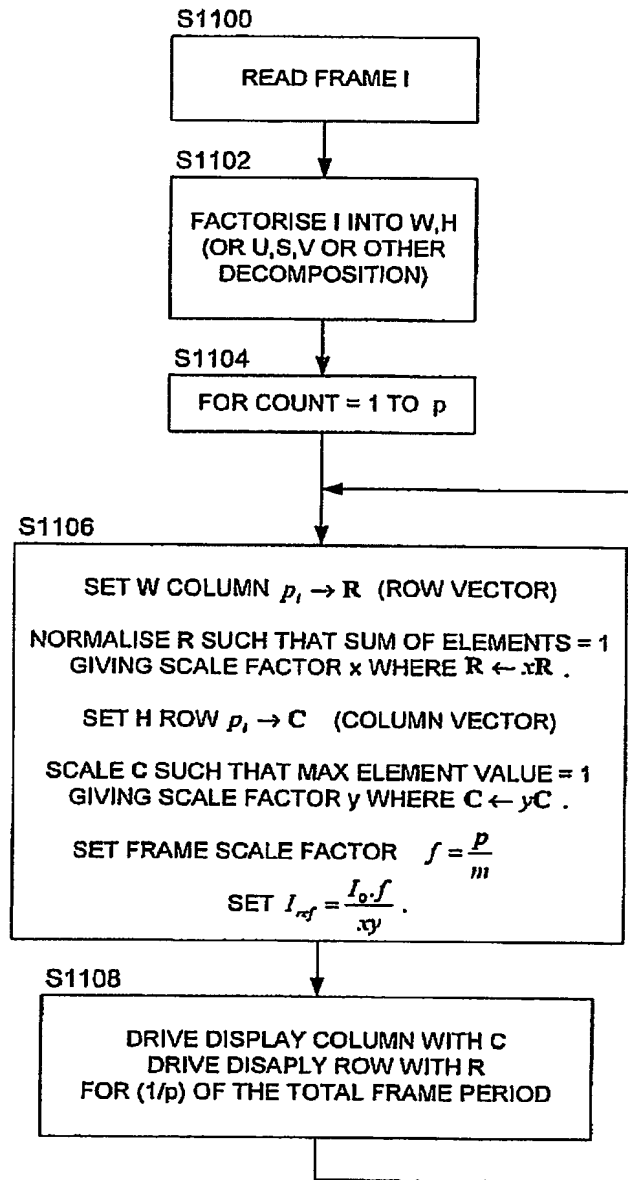 S1100
READ FRAME I
S1102
FACTORISE I INTO W,H
(OR U,S,V OR OTHER
DECOMPOSITION)
S1104
FOR COUNT = 1 TO p
S1106
SET W COLUMN p_i → R (ROW VECTOR)
NORMALISE R SUCH THAT SUM OF ELEMENTS = 1
GIVING SCALE FACTOR x WHERE R ← xR .
SET H ROW p_i → C (COLUMN VECTOR)
SCALE C SUCH THAT MAX ELEMENT VALUE = 1
GIVING SCALE FACTOR y WHERE C ← yC .
SET FRAME SCALE FACTOR f = p/m
SET I_ref = I_0.f/xy .
S1108
DRIVE DISPLAY COLUMN WITH C
DRIVE DISAPLY ROW WITH R
FOR (1/p) OF THE TOTAL FRAME PERIOD